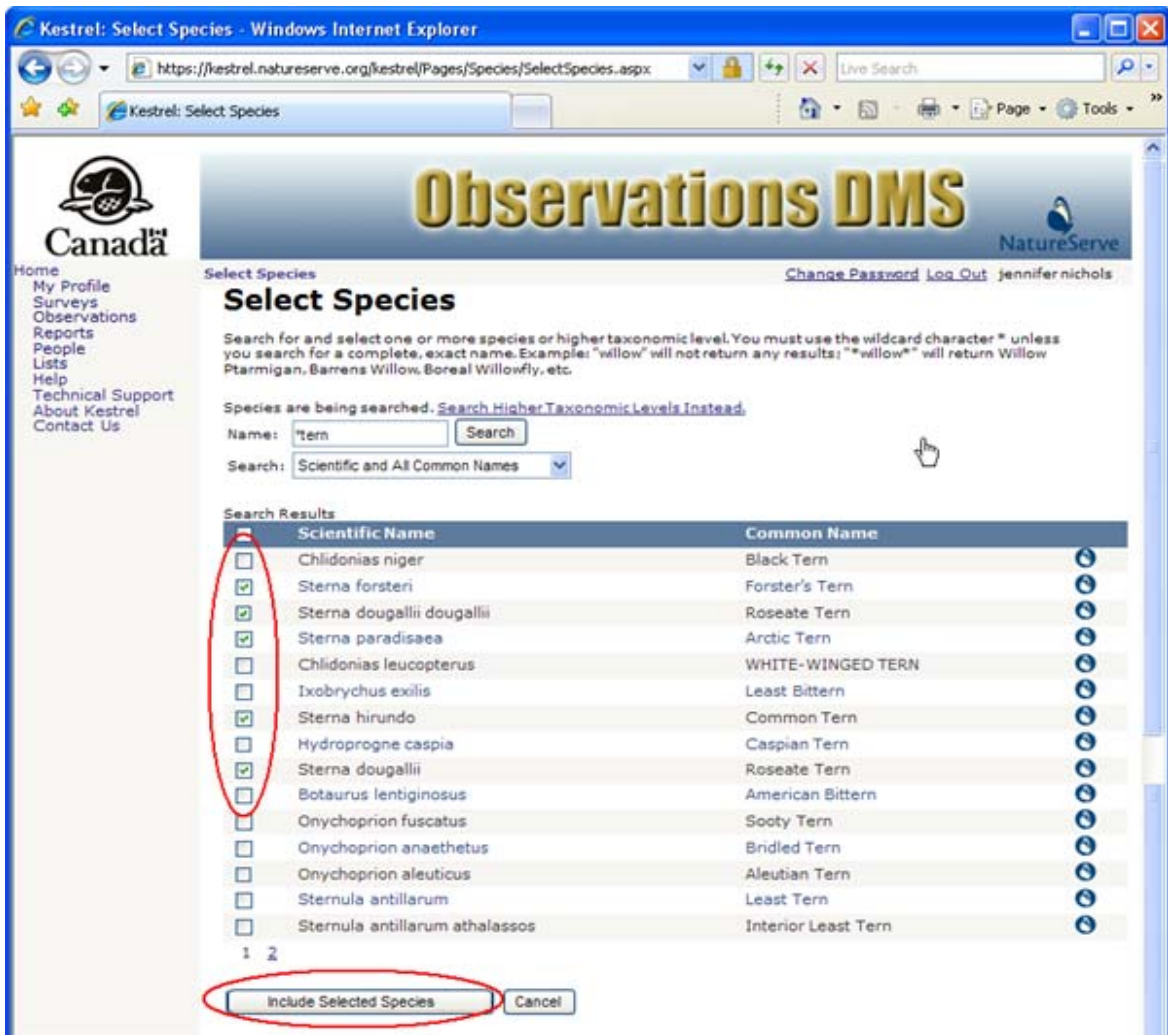 Kestrel: Select Species - Windows Internet Explorer
https://kestrel.natureserve.org/kestrel/Pages/Species/SelectSpecies.aspx
Live Search
Kestrel: Select Species
Page
Tools
Observations DMS
Canada
NatureServe
Home
My Profile
Surveys
Observations
Reports
People
Lists
Help
Technical Support
About Kestrel
Contact Us
Select Species
Change Password Log Out jennifer nichols
Select Species
Search for and select one or more species or higher taxonomic level. You must use the wildcard character * unless
you search for a complete, exact name. Example: "willow" will not return any results; "*willow*" will return Willow
Ptarmigan, Barrens Willow, Boreal Willowfly, etc.
Species are being searched. Search Higher Taxonomic Levels Instead.
Name: *tern Search
Search: Scientific and All Common Names
Search Results
Scientific Name Common Name
Chlidonias niger Black Tern
Sterna forsteri Forster's Tern
Sterna dougallii dougallii Roseate Tern
Sterna paradisaea Arctic Tern
Chlidonias leucopterus WHITE-WINGED TERN
Ixobrychus exilis Least Bittern
Sterna hirundo Common Tern
Hydroprogne caspia Caspian Tern
Sterna dougallii Roseate Tern
Botaurus lentiginosus American Bittern
Onychoprion fuscatus Sooty Tern
Onychoprion anaethetus Bridled Tern
Onychoprion aleuticus Aleutian Tern
Sternula antillarum Least Tern
Sternula antillarum athalassos Interior Least Tern
1 2
Include Selected Species Cancel